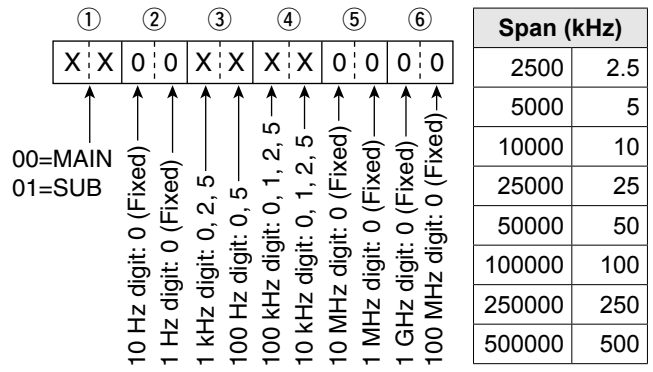 ① ② ③ ④ ⑤ ⑥
X X 0 0 X X X X 0 0 0 0
00=MAIN
01=SUB
10 Hz digit: 0 (Fixed)
1 Hz digit: 0 (Fixed)
1 kHz digit: 0, 2, 5
100 Hz digit: 0, 5
100 kHz digit: 0, 1, 2, 5
10 kHz digit: 0, 1, 2, 5
10 MHz digit: 0 (Fixed)
1 MHz digit: 0 (Fixed)
1 GHz digit: 0 (Fixed)
100 MHz digit: 0 (Fixed)
Span (kHz)
2500 2.5
5000 5
10000 10
25000 25
50000 50
100000 100
250000 250
500000 500